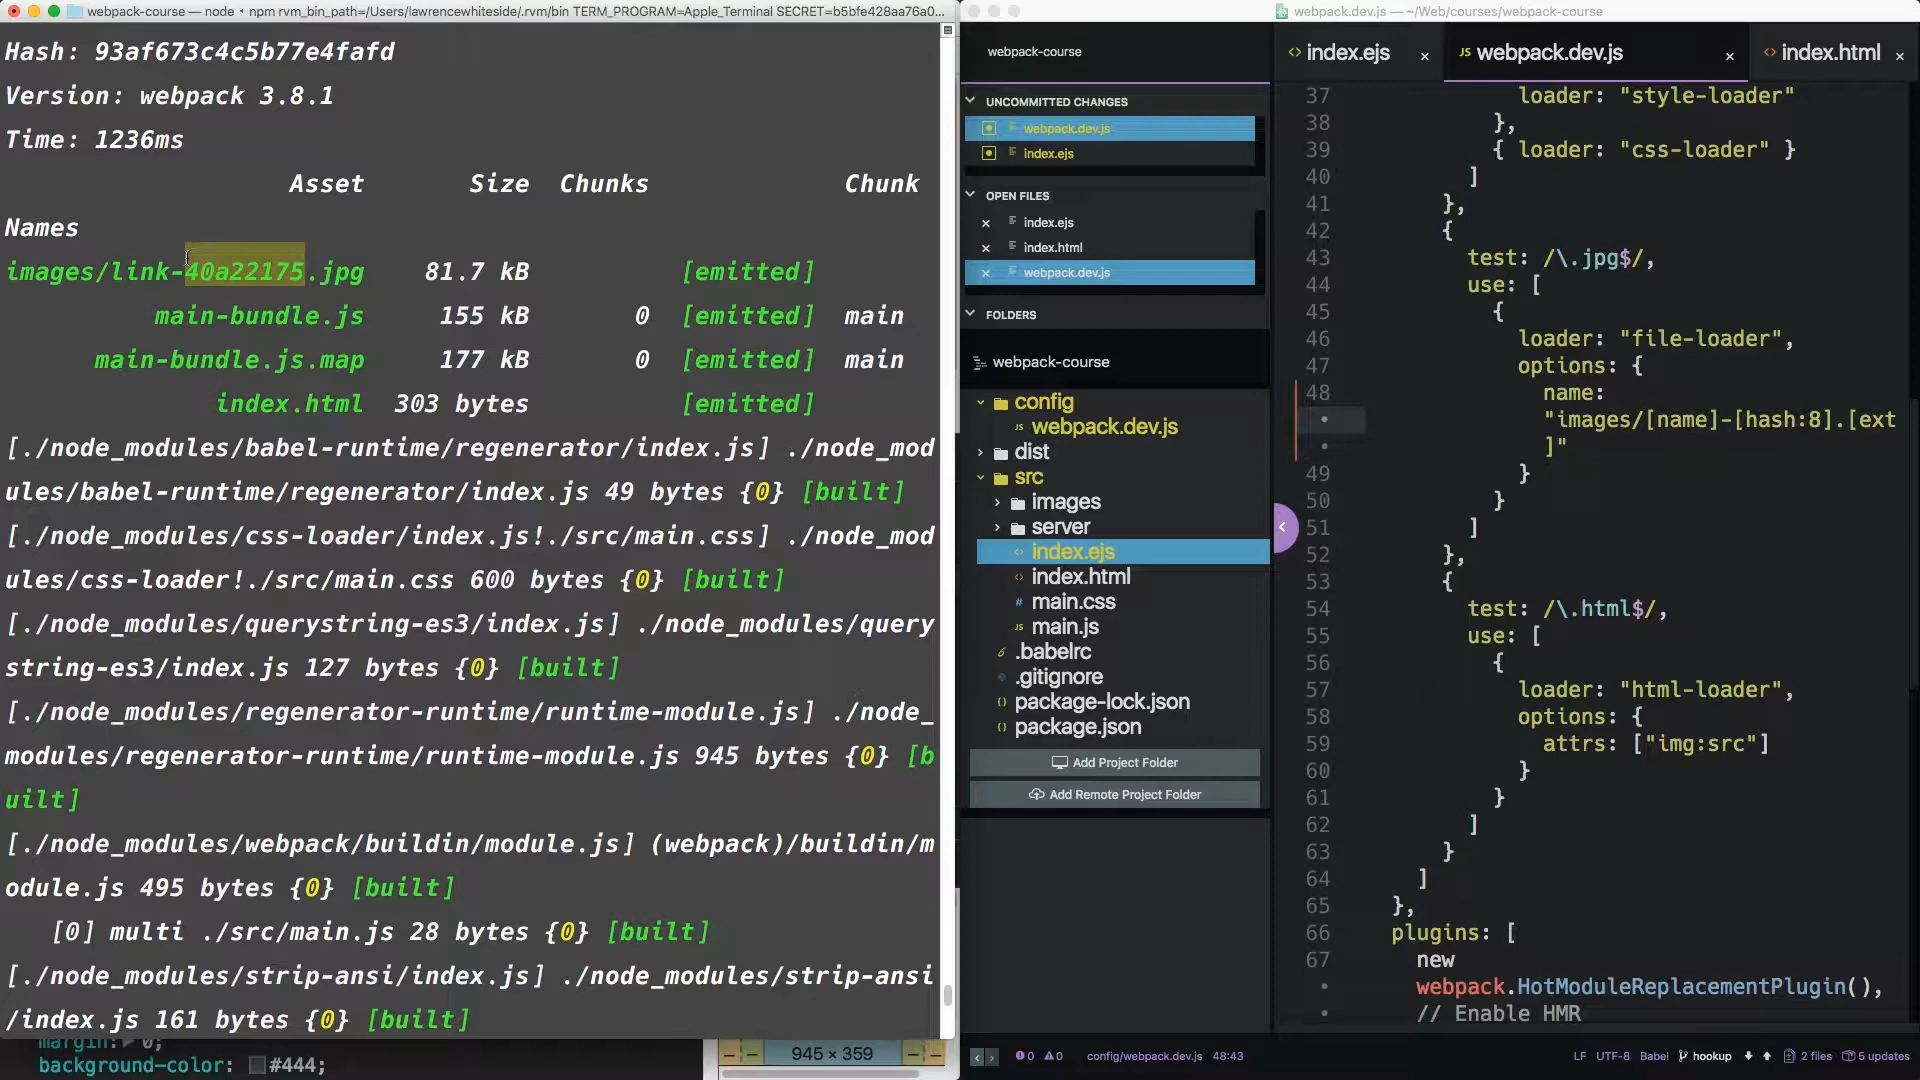 webpack-course — node • npm rvm_bin_path=/Users/lawrencewhiteside/.rvm/bin TERM_PROGRAM=Apple_Terminal SECRET=b5bfe428aa76a0...
Hash: 93af673c4c5b77e4fafd
Version: webpack 3.8.1
Time: 1236ms
Asset Size Chunks Chunk
Names
images/link-40a22175.jpg 81.7 kB [emitted]
main-bundle.js 155 kB 0 [emitted] main
main-bundle.js.map 177 kB 0 [emitted] main
index.html 303 bytes [emitted]
[./node_modules/babel-runtime/regenerator/index.js] ./node_mod
ules/babel-runtime/regenerator/index.js 49 bytes {0} [built]
[./node_modules/css-loader/index.js!./src/main.css] ./node_mod
ules/css-loader!./src/main.css 600 bytes {0} [built]
[./node_modules/querystring-es3/index.js] ./node_modules/query
string-es3/index.js 127 bytes {0} [built]
[./node_modules/regenerator-runtime/runtime-module.js] ./node_
modules/regenerator-runtime/runtime-module.js 945 bytes {0} [b
uilt]
[./node_modules/webpack/buildin/module.js] (webpack)/buildin/m
odule.js 495 bytes {0} [built]
[0] multi ./src/main.js 28 bytes {0} [built]
[./node_modules/strip-ansi/index.js] ./node_modules/strip-ansi
/index.js 161 bytes {0} [built]
margin: 0;
background-color: #444;
945 × 359
webpack.dev.js — ~/Web/courses/webpack-course
webpack-course
UNCOMMITTED CHANGES
webpack.dev.js
index.ejs
OPEN FILES
index.ejs
index.html
webpack.dev.js
FOLDERS
webpack-course
config
webpack.dev.js
dist
src
images
server
index.ejs
index.html
main.css
main.js
.babelrc
.gitignore
package-lock.json
package.json
Add Project Folder
Add Remote Project Folder
index.ejs
webpack.dev.js
index.html
37 loader: "style-loader"
38 },
39 { loader: "css-loader" }
40 ]
41 },
42 {
43 test: /\.jpg$/,
44 use: [
45 {
46 loader: "file-loader",
47 options: {
48 name:
"images/[name]-[hash:8].[ext
]"
49 }
50 }
51 ]
52 },
53 {
54 test: /\.html$/,
55 use: [
56 {
57 loader: "html-loader",
58 options: {
59 attrs: ["img:src"]
60 }
61 }
62 ]
63 }
64 ]
65 },
66 plugins: [
67 new
webpack.HotModuleReplacementPlugin(),
// Enable HMR
0 0 config/webpack.dev.js 48:43 LF UTF-8 Babel hookup 2 files 5 updates